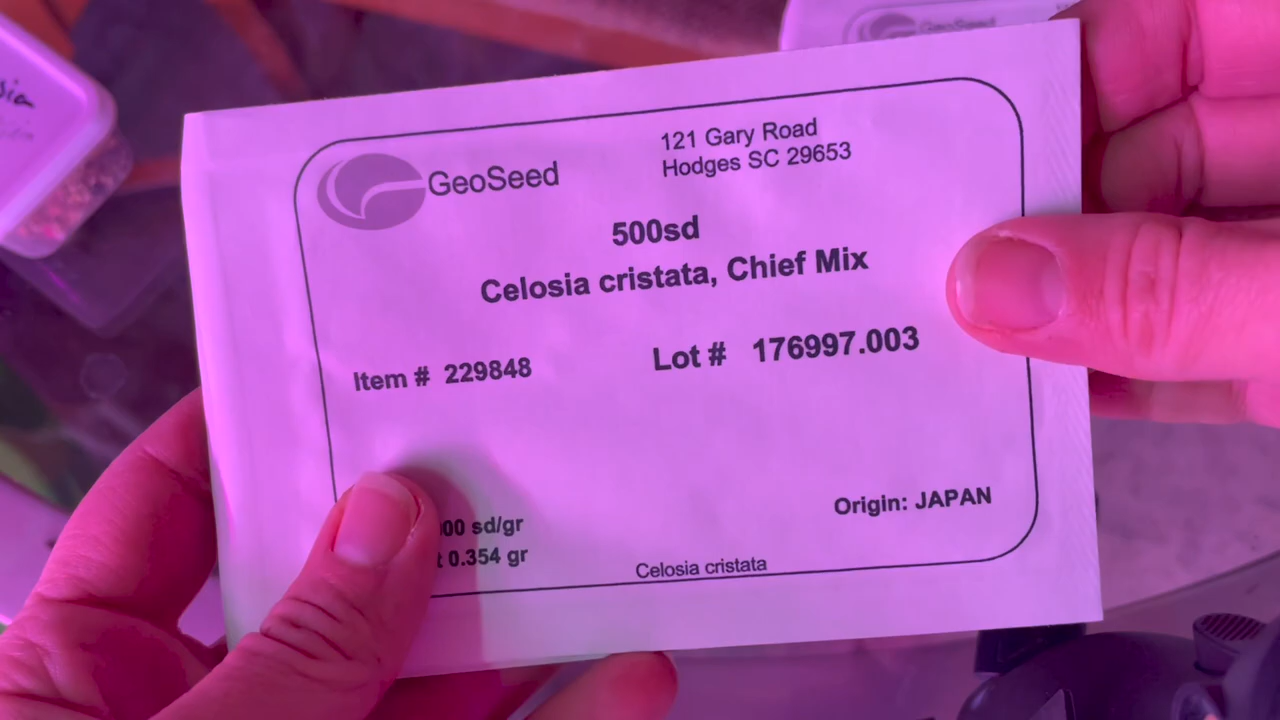 GeoSeed
GeoSeed
121 Gary Road
Hodges SC 29653
500sd
Celosia cristata, Chief Mix
Item # 229848
Lot # 176997.003
00 sd/gr
0.354 gr
Origin: JAPAN
Celosia cristata